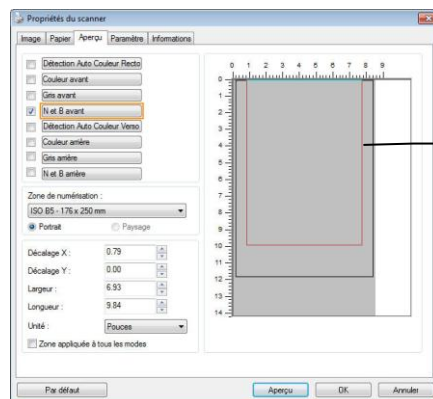 Propriétés du scanner
Image Papier Aperçu Paramètre Informations
Détection Auto Couleur Recto
Couleur avant
Gris avant
N et B avant
Détection Auto Couleur Verso
Couleur arrière
Gris arrière
N et B arrière
Zone de numérisation :
ISO B5 - 176 x 250 mm
Portrait Paysage
Décalage X : 0.79
Décalage Y : 0.00
Largeur : 6.93
Longueur : 9.84
Unité : Pouces
Zone appliquée à tous les modes
0 1 2 3 4 5 6 7 8 9
0
1
2
3
4
5
6
7
8
9
10
11
12
13
14
Par défaut Aperçu OK Annuler